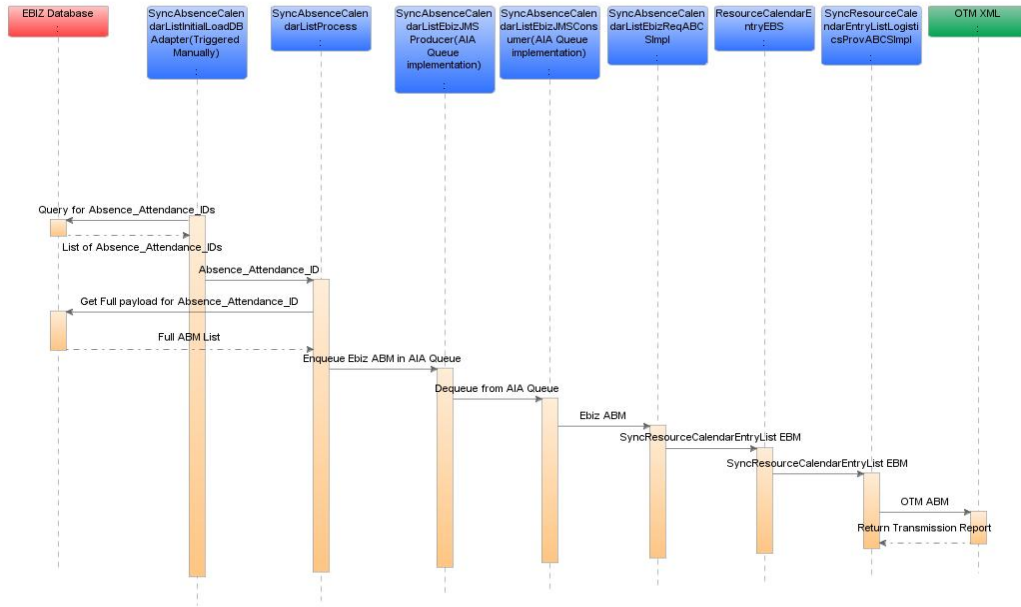 EBIZ Database
:
SyncAbsenceCalen
darListInitialLoadDB
Adapter(Triggered
Manually)
:
SyncAbsenceCalen
darListProcess
:
SyncAbsenceCalen
darListEbizJMS
Producer(AIA
Queue
implementation)
:
SyncAbsenceCalen
darListEbizJMSCons
umer(AIA Queue
implementation)
:
SyncAbsenceCalen
darListEbizReqABC
SImpl
:
ResourceCalendarE
ntryEBS
:
SyncResourceCale
ndarEntryListLogisti
csProvABCSImpl
:
OTM XML
:
Query for Absence_Attendance_IDs
List of Absence_Attendance_IDs
Absence_Attendance_ID
Get Full payload for Absence_Attendance_ID
Full ABM List
Enqueue Ebiz ABM in AIA Queue
Dequeue from AIA Queue
Ebiz ABM
SyncResourceCalendarEntryList EBM
SyncResourceCalendarEntryList EBM
OTM ABM
Return Transmission Report